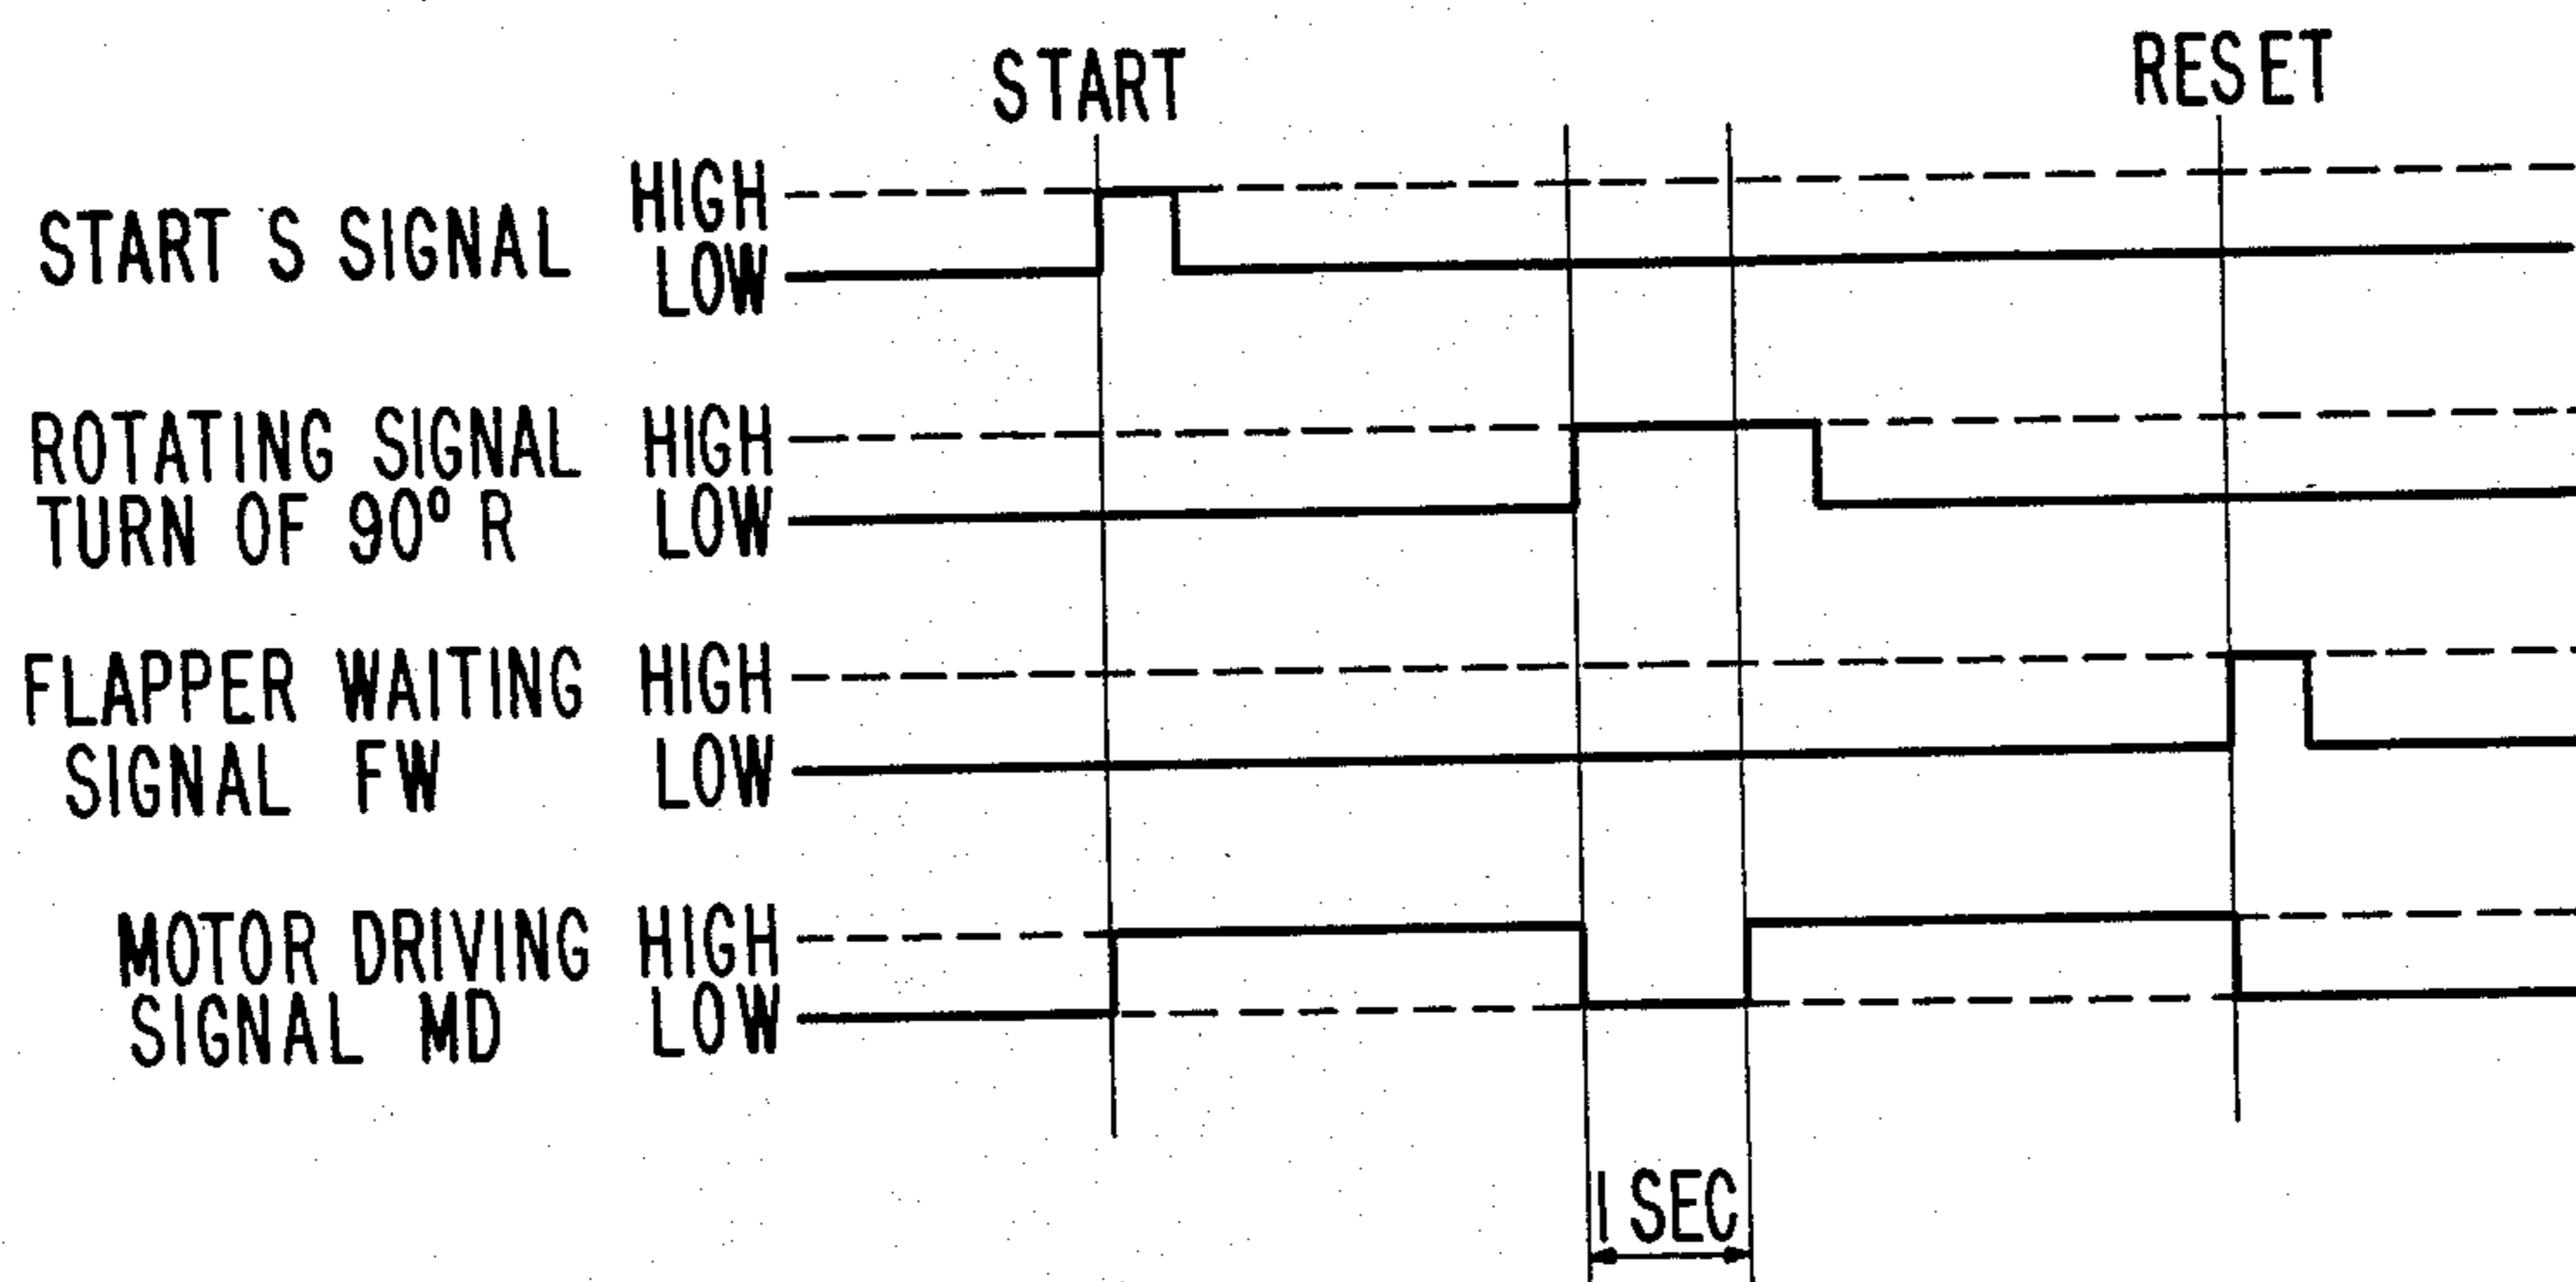 START
RESET
START S SIGNAL HIGH
LOW
ROTATING SIGNAL HIGH
TURN OF 90° R LOW
FLAPPER WAITING HIGH
SIGNAL FW LOW
MOTOR DRIVING HIGH
SIGNAL MD LOW
1 SEC